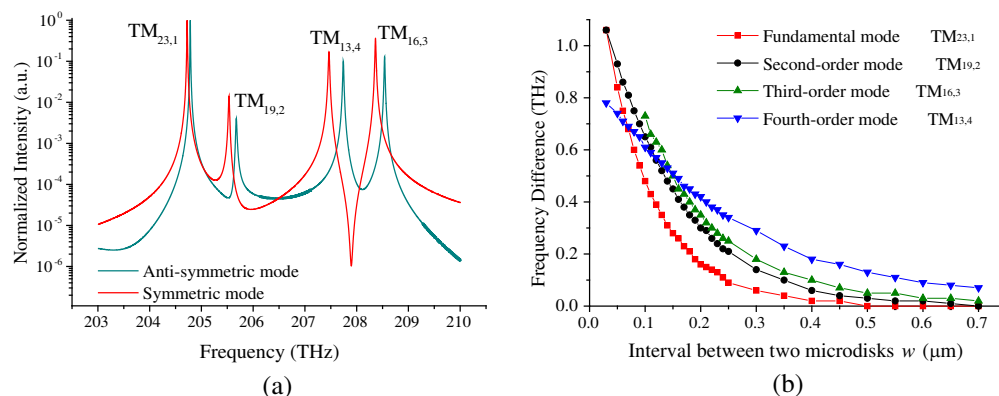 Normalized Intensity (a.u.)
10^0
10^-1
10^-2
10^-3
10^-4
10^-5
10^-6
TM23,1
TM19,2
TM13,4
TM16,3
Anti-symmetric mode
Symmetric mode
203 204 205 206 207 208 209 210
Frequency (THz)
(a)
Frequency Difference (THz)
1.0
0.8
0.6
0.4
0.2
0.0
Fundamental mode TM23,1
Second-order mode TM19,2
Third-order mode TM16,3
Fourth-order mode TM13,4
0.0 0.1 0.2 0.3 0.4 0.5 0.6 0.7
Interval between two microdisks w (μm)
(b)